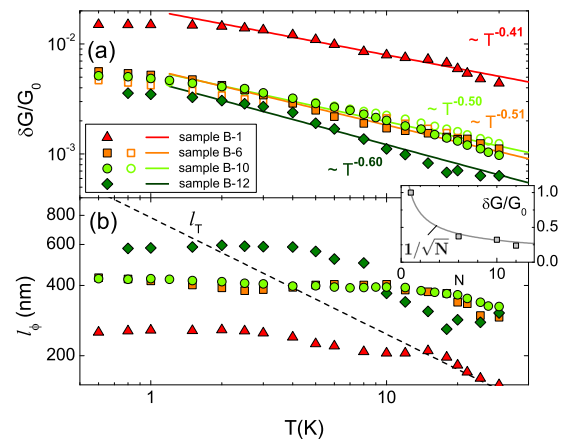 10⁻²
(a)
~ T⁻⁰·⁴¹
δG/G₀
~ T⁻⁰·⁵⁰
~ T⁻⁰·⁵¹
sample B-1
sample B-6
sample B-10
sample B-12
10⁻³
~ T⁻⁰·⁶⁰
(b)
l_T
800
600
400
200
l_ϕ (nm)
δG/G₀
1.0
0.5
0.0
1/√N
0 5 10
N
1 10
T(K)